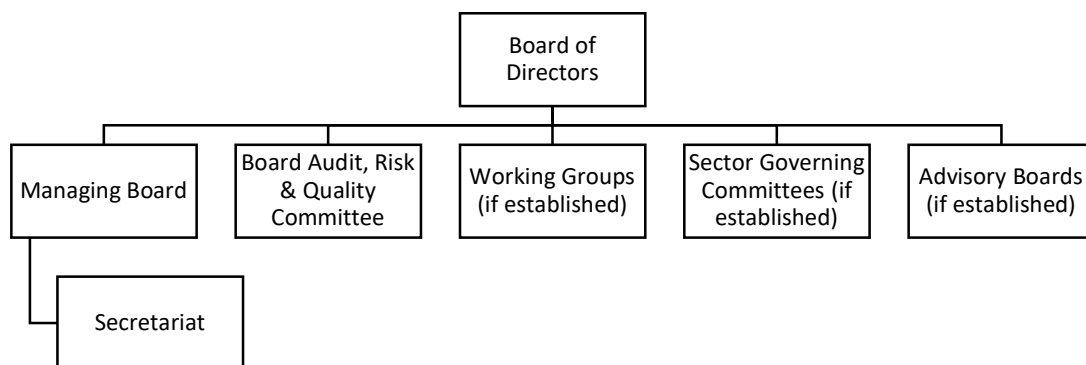 Board of
Directors
Managing Board
Board Audit, Risk
& Quality
Committee
Working Groups
(if established)
Sector Governing
Committees (if
established)
Advisory Boards
(if established)
Secretariat